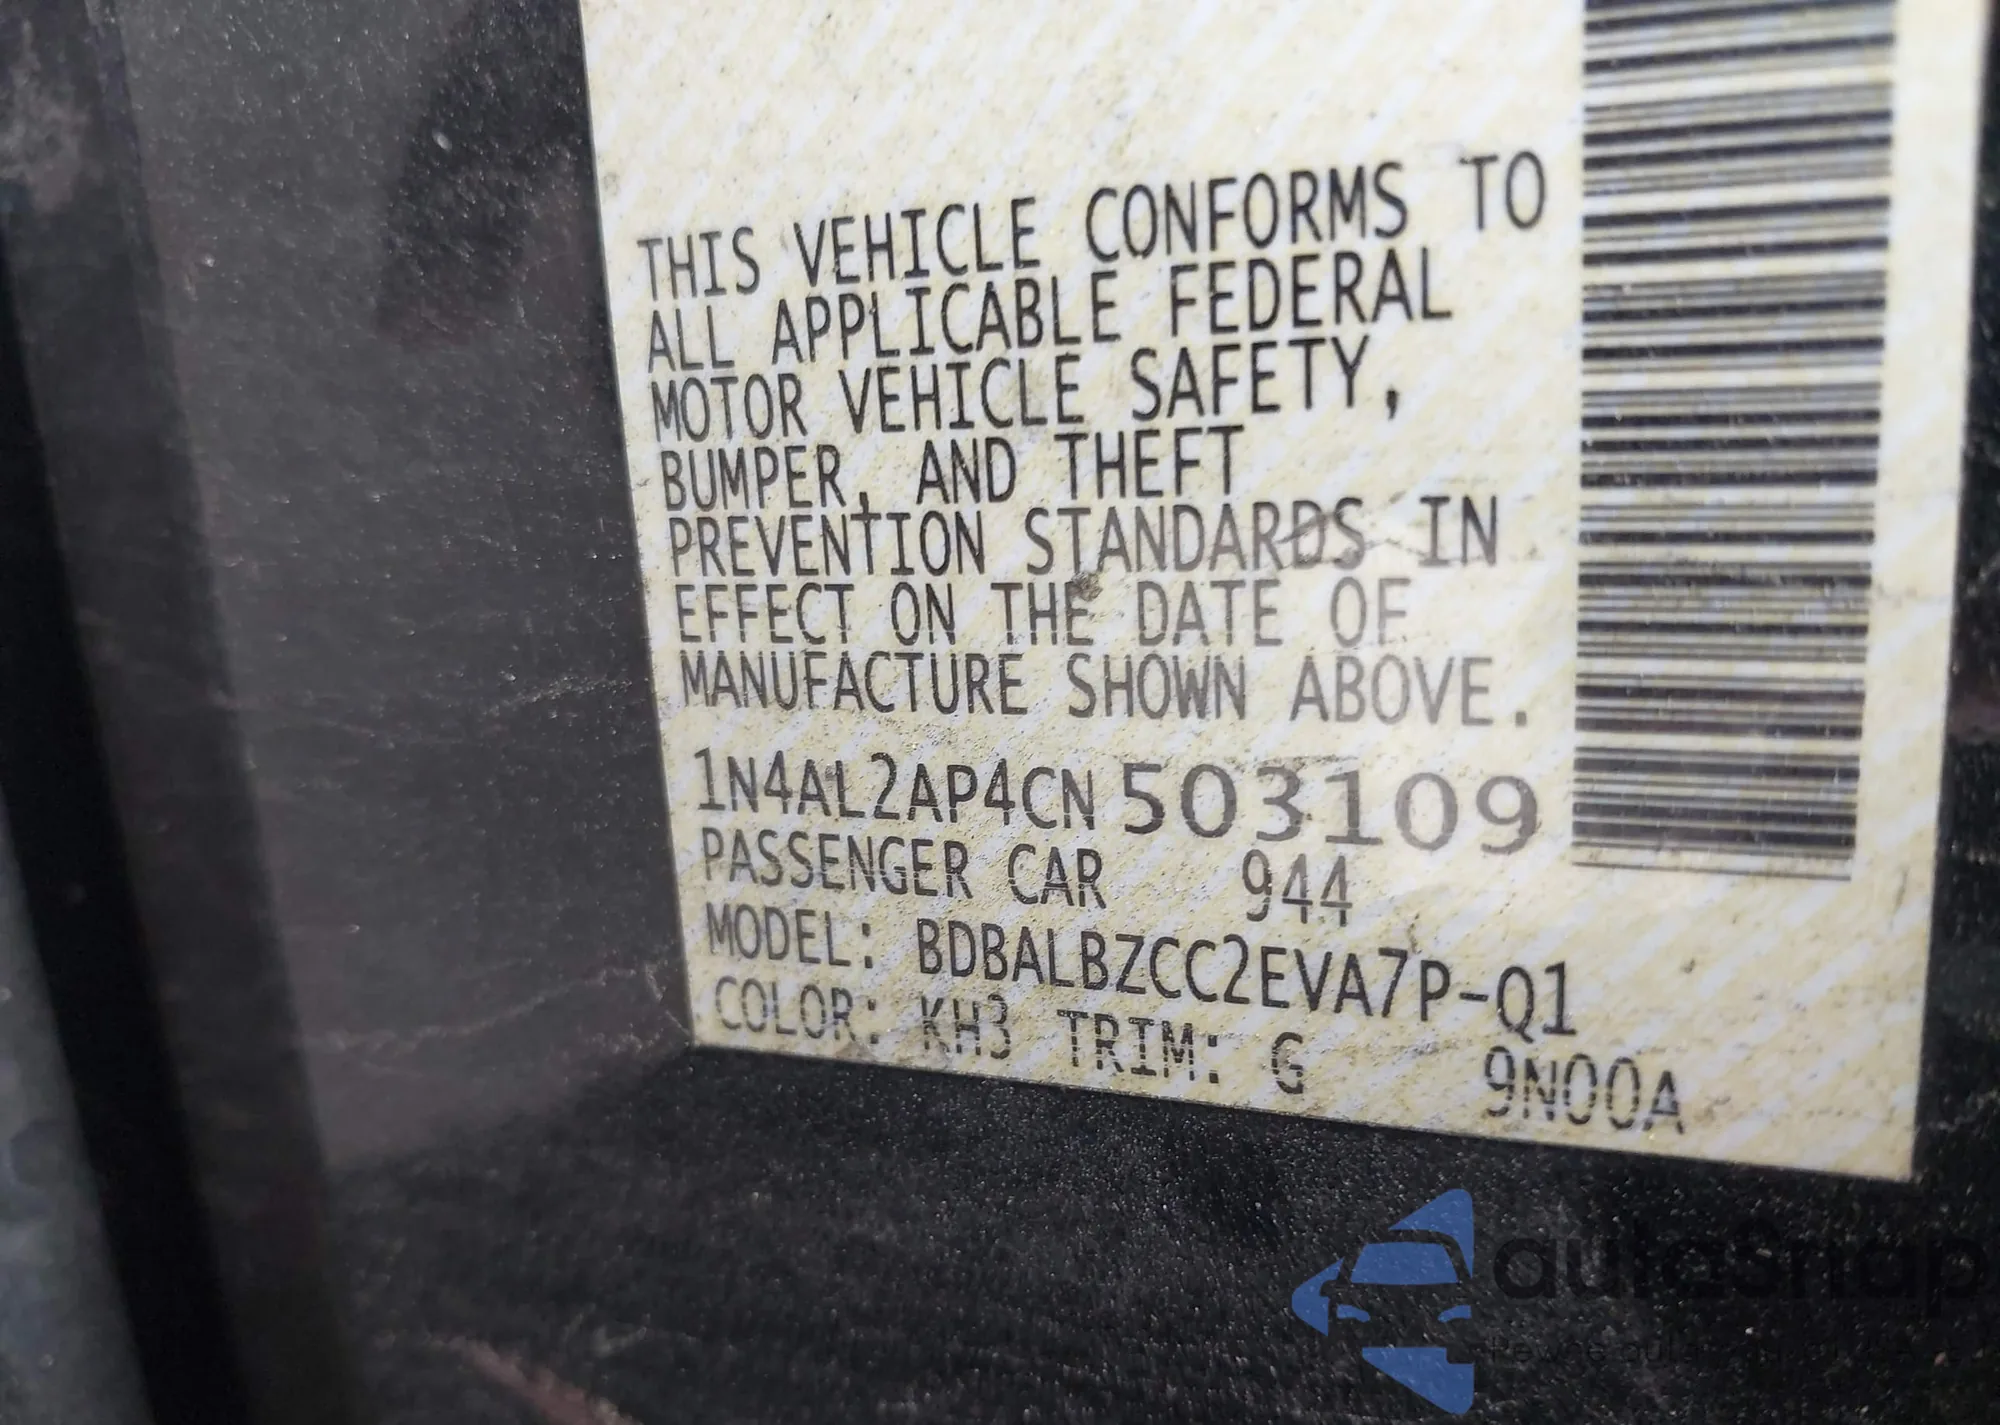 THIS VEHICLE CONFORMS TO
ALL APPLICABLE FEDERAL
MOTOR VEHICLE SAFETY,
BUMPER, AND THEFT
PREVENTION STANDARDS IN
EFFECT ON THE DATE OF
MANUFACTURE SHOWN ABOVE.
1N4AL2AP4CN503109
PASSENGER CAR 944
MODEL: BDBALBZCC2EVA7P-Q1
COLOR: KH3 TRIM: G 9N00A
autoSnap